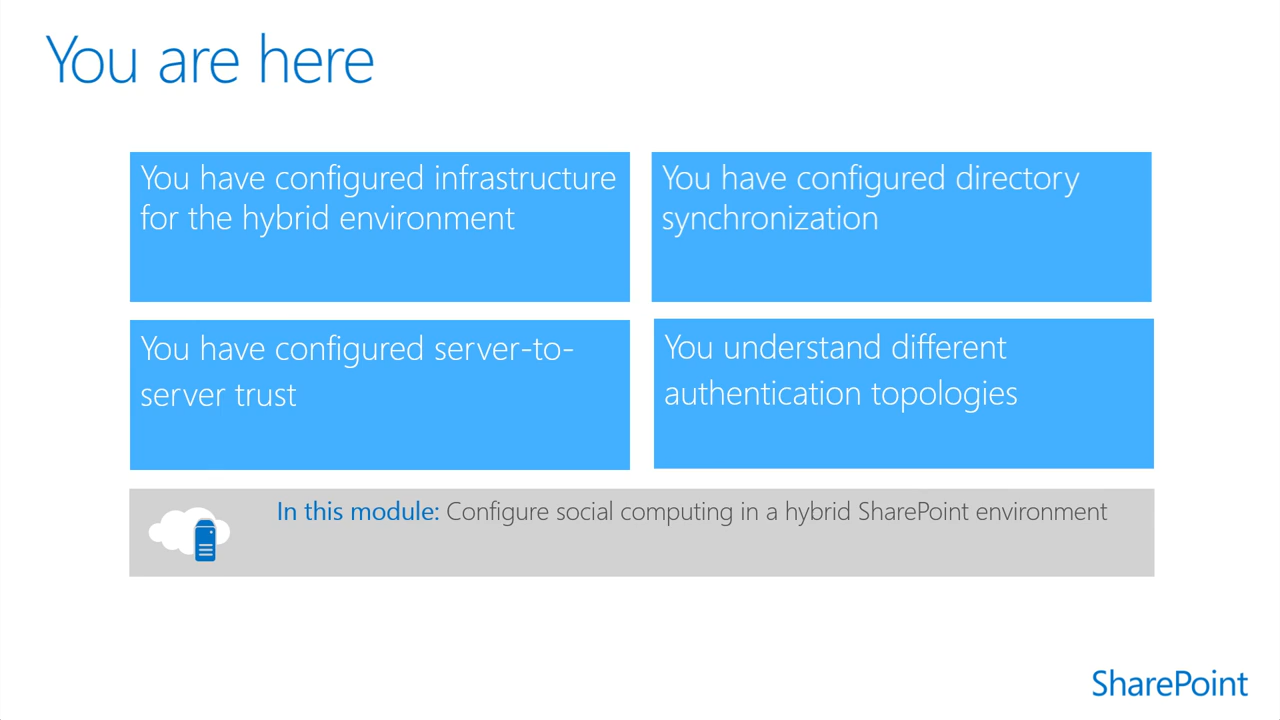 You are here
You have configured infrastructure
for the hybrid environment
You have configured directory
synchronization
You have configured server-to-
server trust
You understand different
authentication topologies
In this module: Configure social computing in a hybrid SharePoint environment
SharePoint